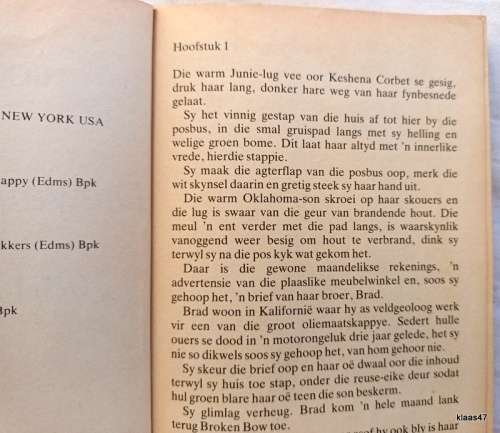 NEW YORK USA
appy (Edms) Bpk
kkers (Edms) Bpk
Bpk
Hoofstuk I
Die warm Junie-lug vee oor Keshena Corbet se gesig,
druk haar lang, donker hare weg van haar fynbesnede
gelaat.
Sy het vinnig gestap van die huis af tot hier by die
posbus, in die smal gruispad langs met sy helling en
welige groen bome. Dit laat haar altyd met 'n innerlike
vrede, hierdie stappie.
Sy maak die agterflap van die posbus oop, merk die
wit skynsel daarin en gretig steek sy haar hand uit.
Die warm Oklahoma-son skroei op haar skouers en
die lug is swaar van die geur van brandende hout. Die
meul 'n ent verder met die pad langs, is waarskynlik
vanoggend weer besig om hout te verbrand, dink sy
terwyl sy na die pos kyk wat gekom het.
Daar is die gewone maandelikse rekenings, 'n
advertensie van die plaaslike meubelwinkel en, soos sy
gehoop het, 'n brief van haar broer, Brad.
Brad woon in Kalifornië waar hy as veldgeoloog werk
vir een van die groot oliemaatskappye. Sedert hulle
ouers se dood in 'n motorongeluk drie jaar gelede, het sy
nie so dikwels soos sy gehoop het, van hom gehoor nie.
Sy skeur die brief oop en haar oë dwaal oor die inhoud
terwyl sy huis toe stap, onder die reuse-eike deur sodat
hul groen blare haar oë teen die son beskerm.
Sy glimlag verheug. Brad kom 'n hele maand lank
terug Broken Bow toe.
hy ook bly is haar
klaas47